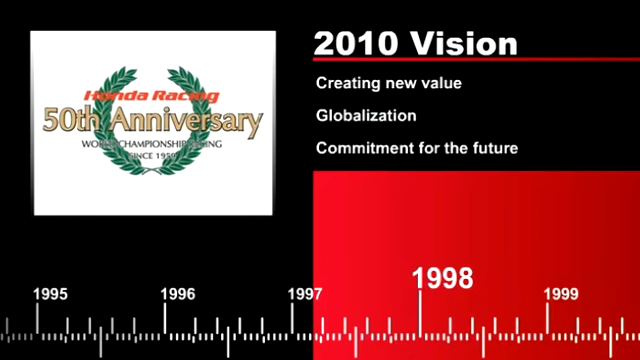 Honda Racing
50th Anniversary
WORLD CHAMPIONSHIP RACING
SINCE 1959
2010 Vision
Creating new value
Globalization
Commitment for the future
1995 1996 1997 1998 1999